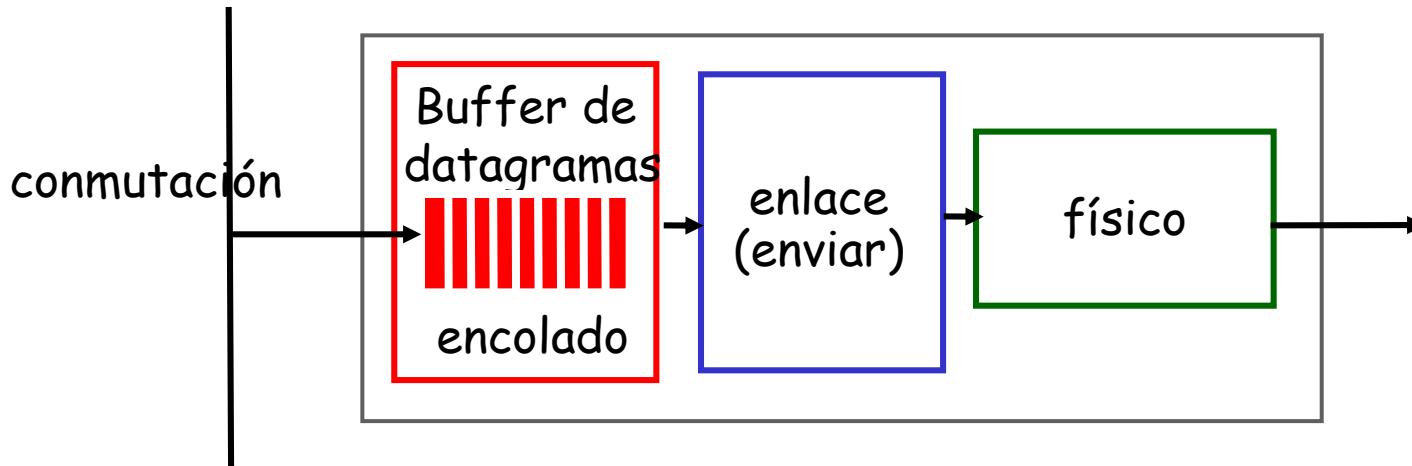 conmutación
Buffer de
datagramas
encolado
enlace
(enviar)
físico